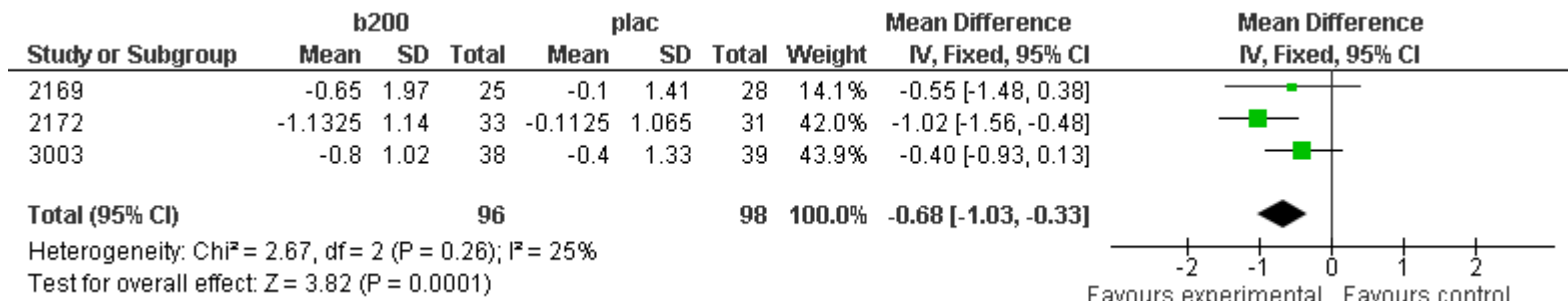 b200 plac Mean Difference Mean Difference
Study or Subgroup Mean SD Total Mean SD Total Weight IV, Fixed, 95% CI IV, Fixed, 95% CI
2169 -0.65 1.97 25 -0.1 1.41 28 14.1% -0.55 [-1.48, 0.38]
2172 -1.1325 1.14 33 -0.1125 1.065 31 42.0% -1.02 [-1.56, -0.48]
3003 -0.8 1.02 38 -0.4 1.33 39 43.9% -0.40 [-0.93, 0.13]
Total (95% CI) 96 98 100.0% -0.68 [-1.03, -0.33]
Heterogeneity: Chi² = 2.67, df = 2 (P = 0.26); I² = 25%
Test for overall effect: Z = 3.82 (P = 0.0001)
-2 -1 0 1 2
Favours experimental Favours control